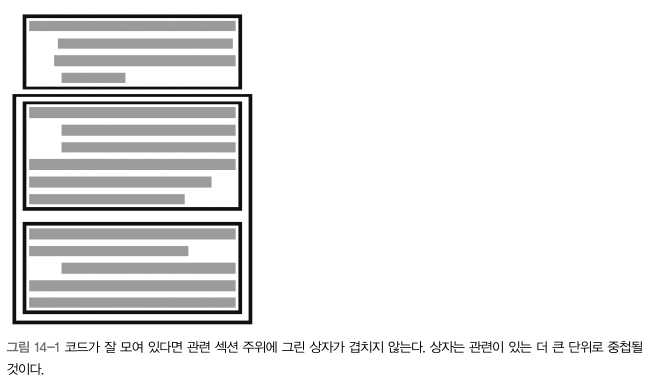 그림 14-1 코드가 잘 모여 있다면 관련 섹션 주위에 그린 상자가 겹치지 않는다. 상자는 관련이 있는 더 큰 단위로 중첩될
것이다.